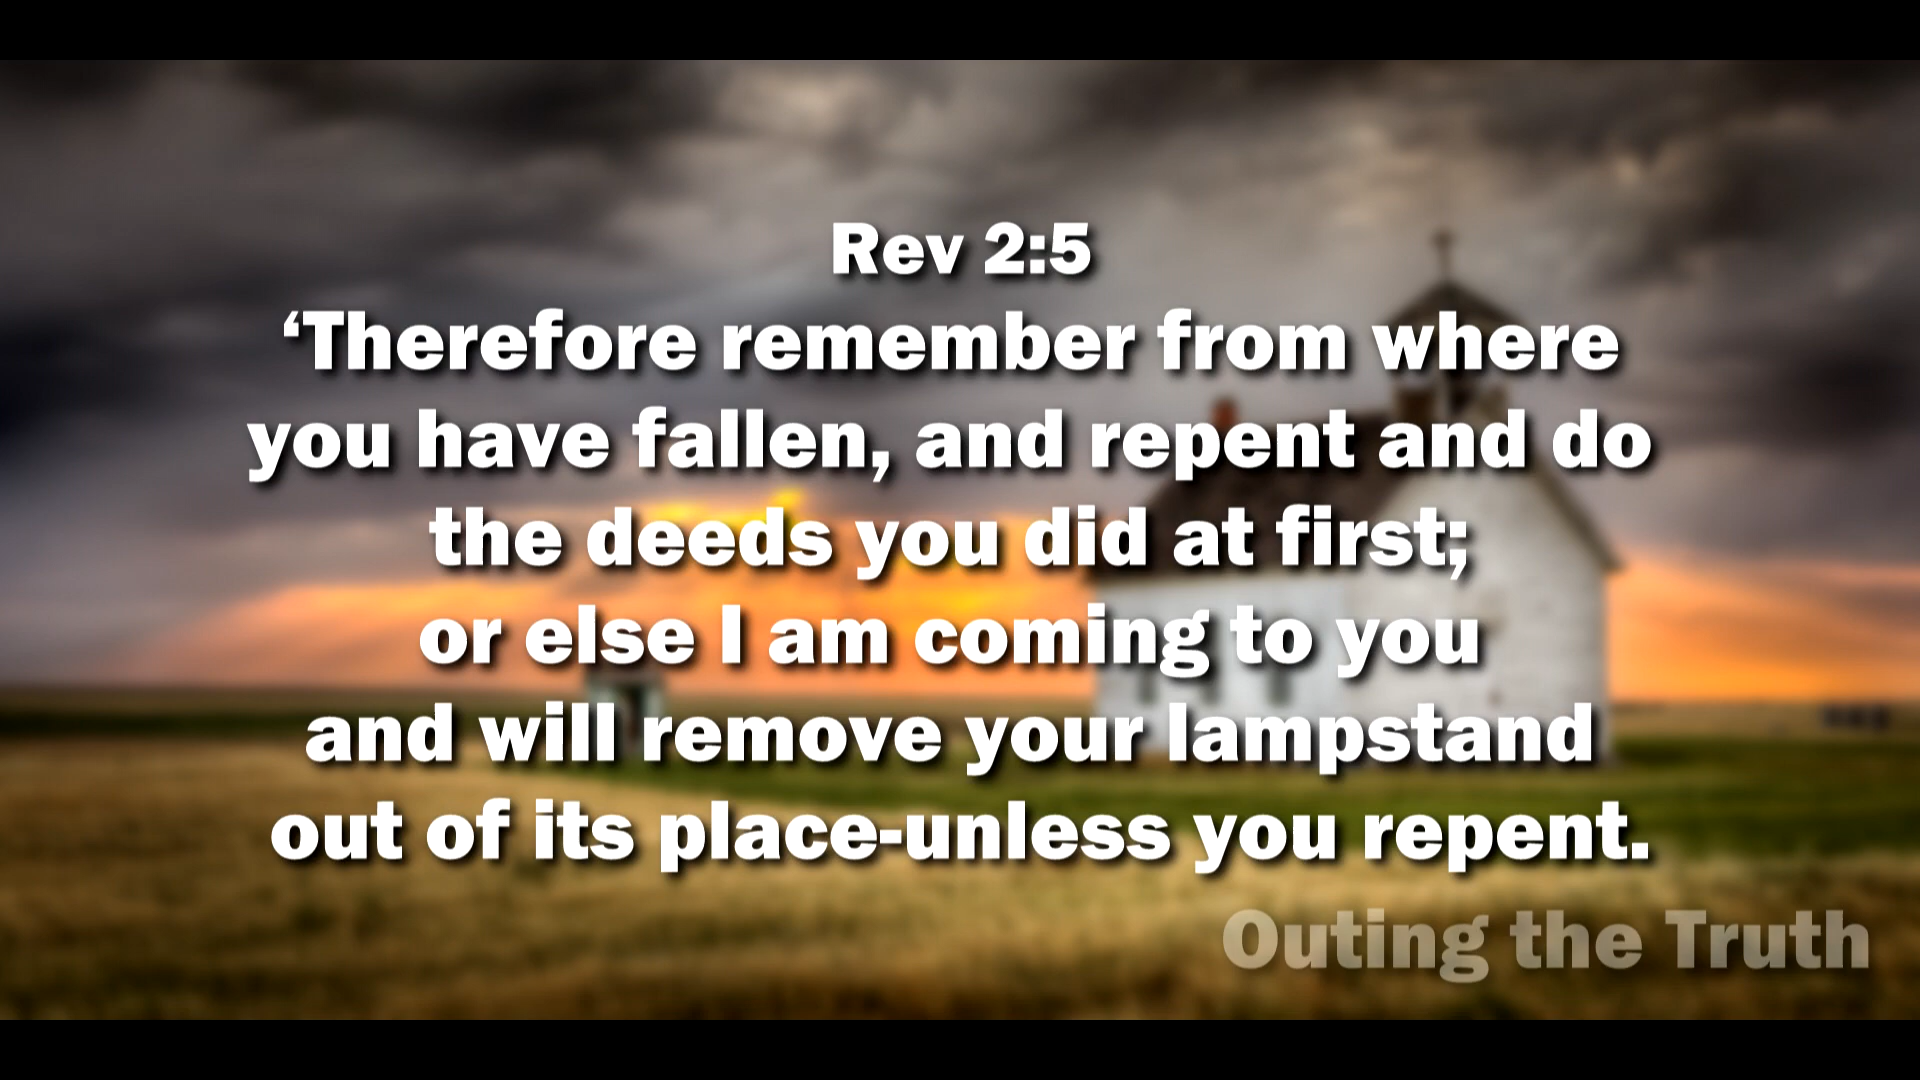 Rev 2:5
‘Therefore remember from where
you have fallen, and repent and do
the deeds you did at first;
or else I am coming to you
and will remove your lampstand
out of its place-unless you repent.
Outing the Truth